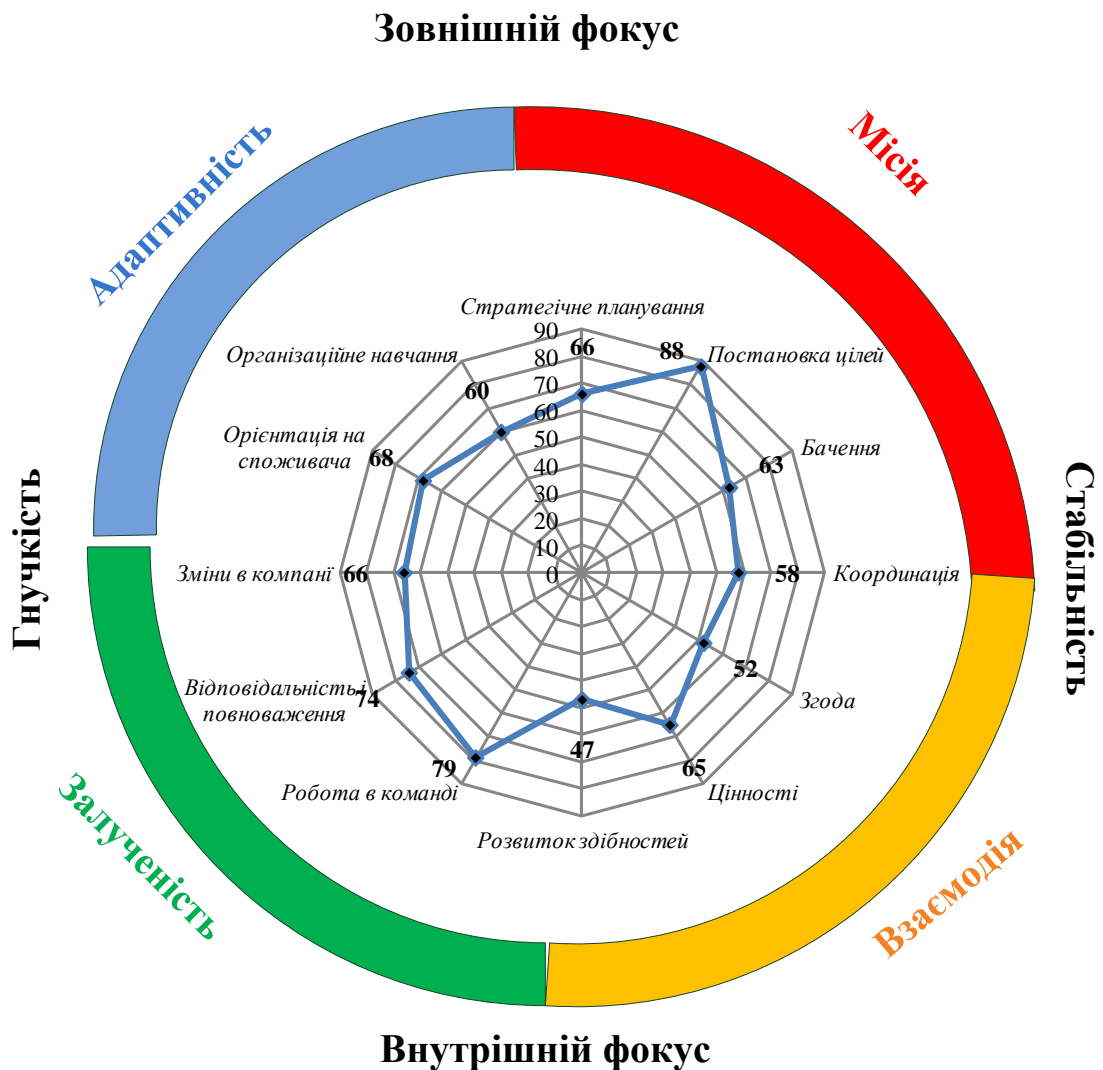 Зовнішній фокус
Адаптивність
Місія
Стратегічне планування
Організаційне навчання
Постановка цілей
Орієнтація на
споживача
Бачення
Гнучкість
Стабільність
Зміни в компанї
Координація
Відповідальність і
повноваження
Згода
Робота в команді
Цінності
Розвиток здібностей
90
80
70
60
50
40
30
20
10
0
66
88
63
58
52
65
47
79
74
66
68
60
Залученість
Взаємодія
Внутрішній фокус